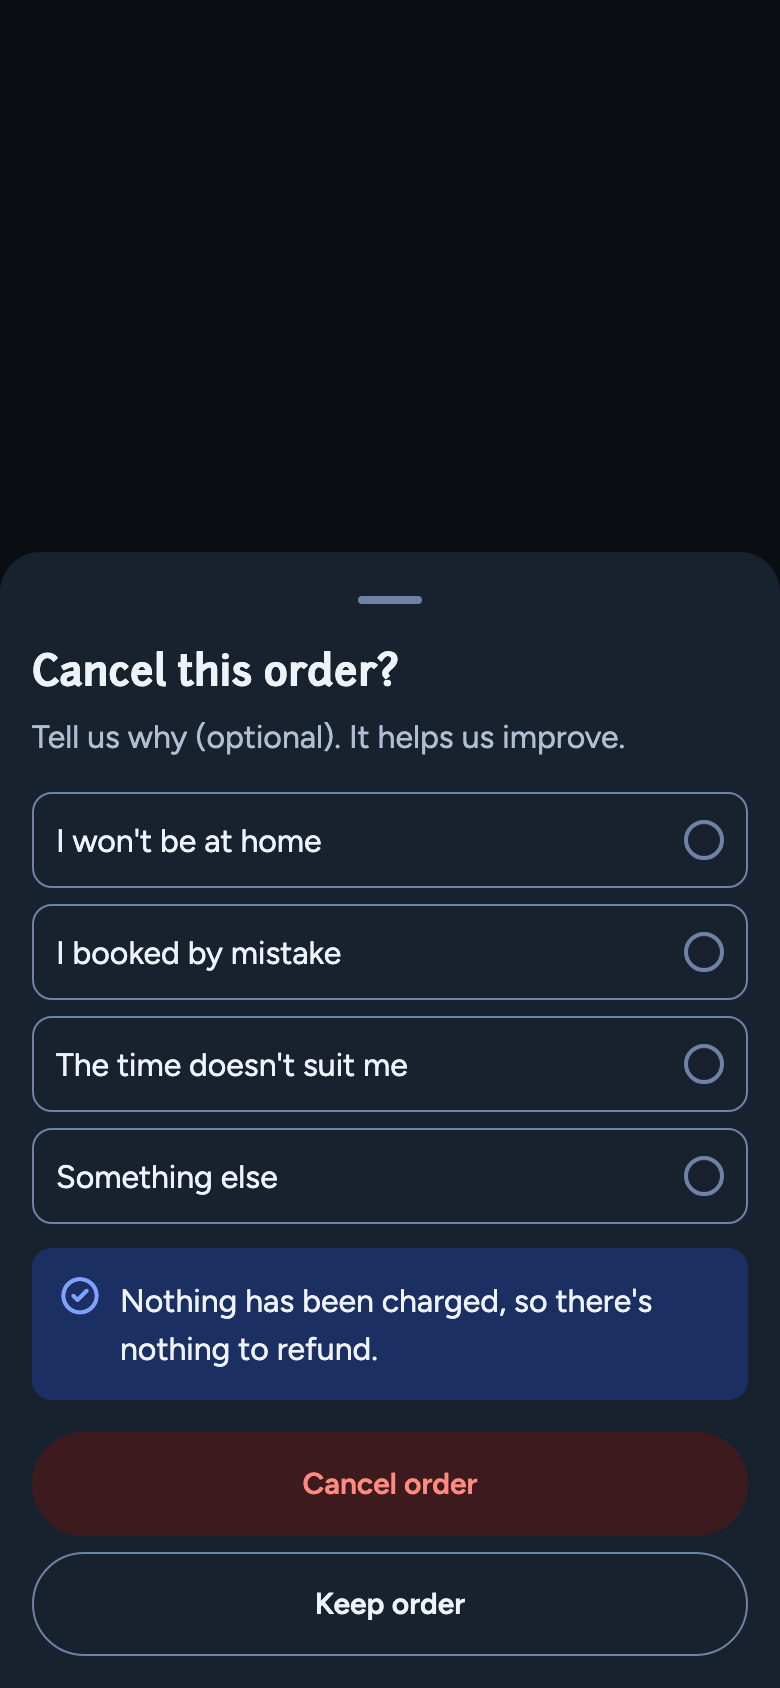 Cancel this order?
Tell us why (optional). It helps us improve.
I won't be at home
I booked by mistake
The time doesn't suit me
Something else
Nothing has been charged, so there's
nothing to refund.
Cancel order
Keep order